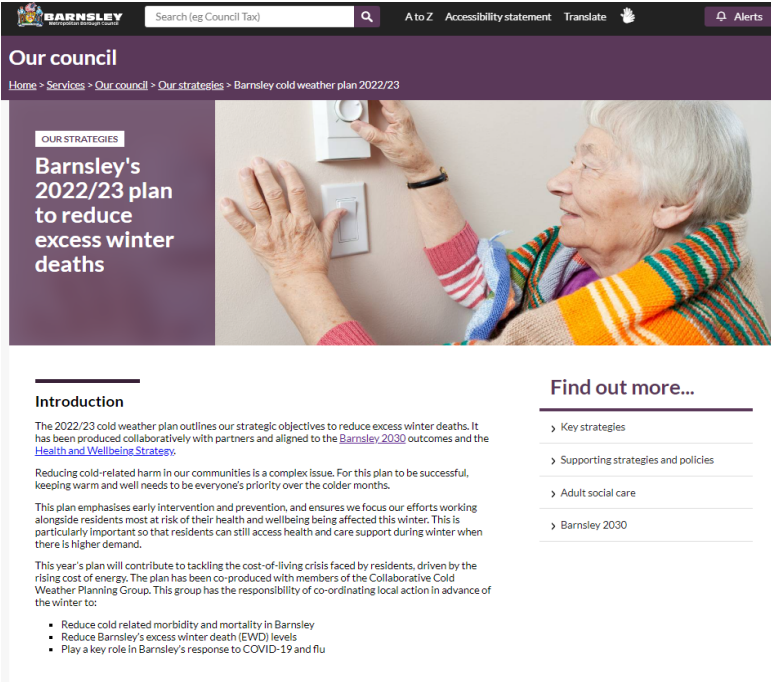 BARNSLEY
Metropolitan Borough Council
Search (eg Council Tax)
A to Z Accessibility statement Translate
Alerts
Our council
Home > Services > Our council > Our strategies > Barnsley cold weather plan 2022/23
OUR STRATEGIES
Barnsley's
2022/23 plan
to reduce
excess winter
deaths
Introduction
The 2022/23 cold weather plan outlines our strategic objectives to reduce excess winter deaths. It
has been produced collaboratively with partners and aligned to the Barnsley 2030 outcomes and the
Health and Wellbeing Strategy.
Reducing cold-related harm in our communities is a complex issue. For this plan to be successful,
keeping warm and well needs to be everyone's priority over the colder months.
This plan emphasises early intervention and prevention, and ensures we focus our efforts working
alongside residents most at risk of their health and wellbeing being affected this winter. This is
particularly important so that residents can still access health and care support during winter when
there is higher demand.
This year's plan will contribute to tackling the cost-of-living crisis faced by residents, driven by the
rising cost of energy. The plan has been co-produced with members of the Collaborative Cold
Weather Planning Group. This group has the responsibility of co-ordinating local action in advance of
the winter to:
▪ Reduce cold related morbidity and mortality in Barnsley
▪ Reduce Barnsley's excess winter death (EWD) levels
▪ Play a key role in Barnsley's response to COVID-19 and flu
Find out more...
› Key strategies
› Supporting strategies and policies
› Adult social care
› Barnsley 2030